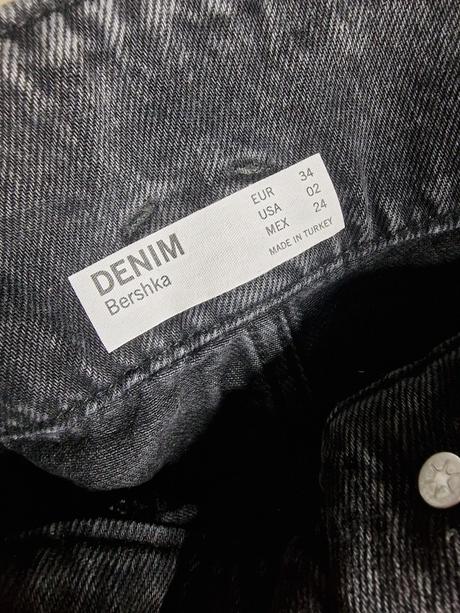 DENIM
Bershka
EUR 34
USA 02
MEX 24
MADE IN TURKEY